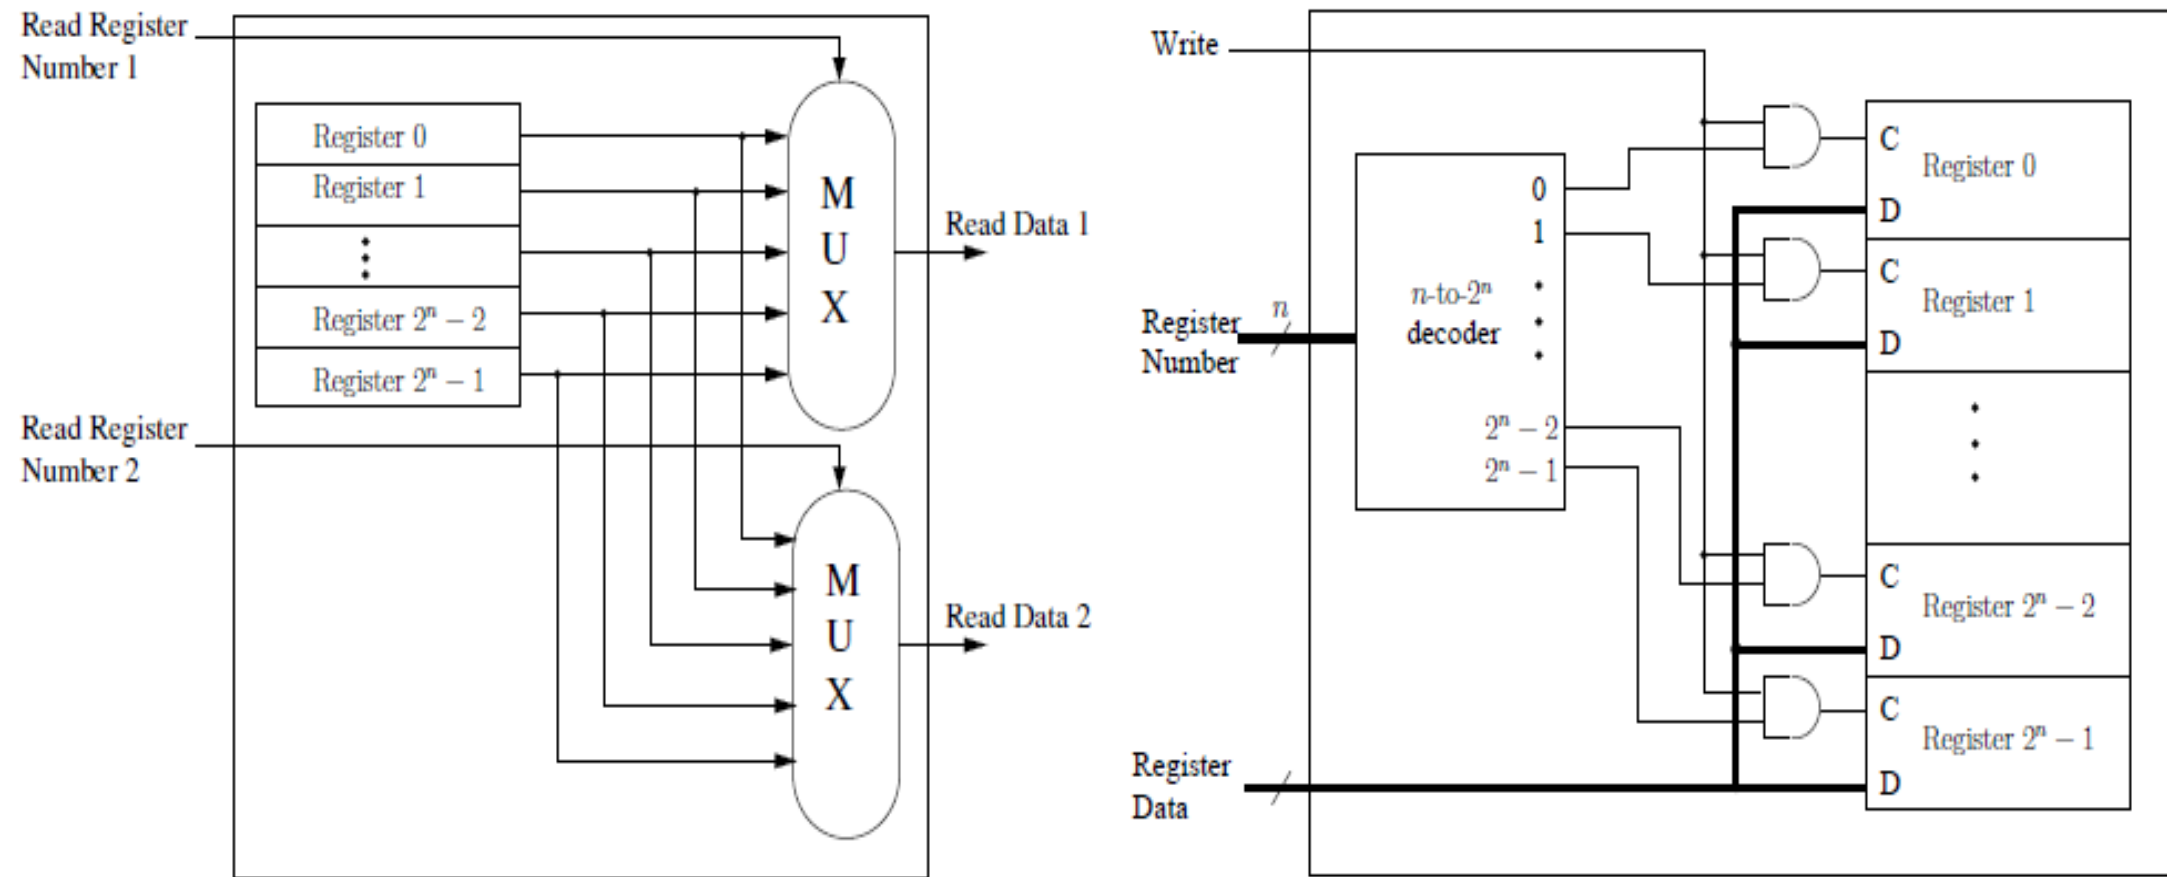 Read Register
Number 1
Register 0
Register 1
Register 2ⁿ − 2
Register 2ⁿ − 1
M
U
X
Read Data 1
Read Register
Number 2
M
U
X
Read Data 2
Write
Register
Number
n
n-to-2ⁿ
decoder
0
1
2ⁿ − 2
2ⁿ − 1
C
Register 0
D
C
Register 1
D
C
Register 2ⁿ − 2
D
C
Register 2ⁿ − 1
D
Register
Data